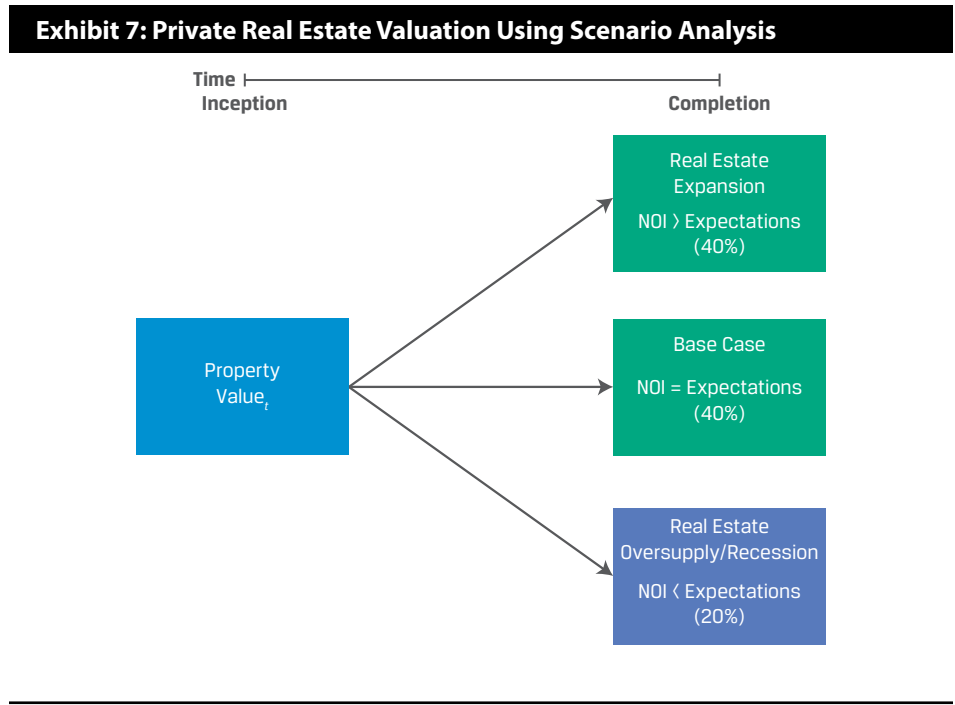 Exhibit 7: Private Real Estate Valuation Using Scenario Analysis
Time
Inception
Completion
Real Estate
Expansion
NOI > Expectations
(40%)
Property
Value t
Base Case
NOI = Expectations
(40%)
Real Estate
Oversupply/Recession
NOI < Expectations
(20%)